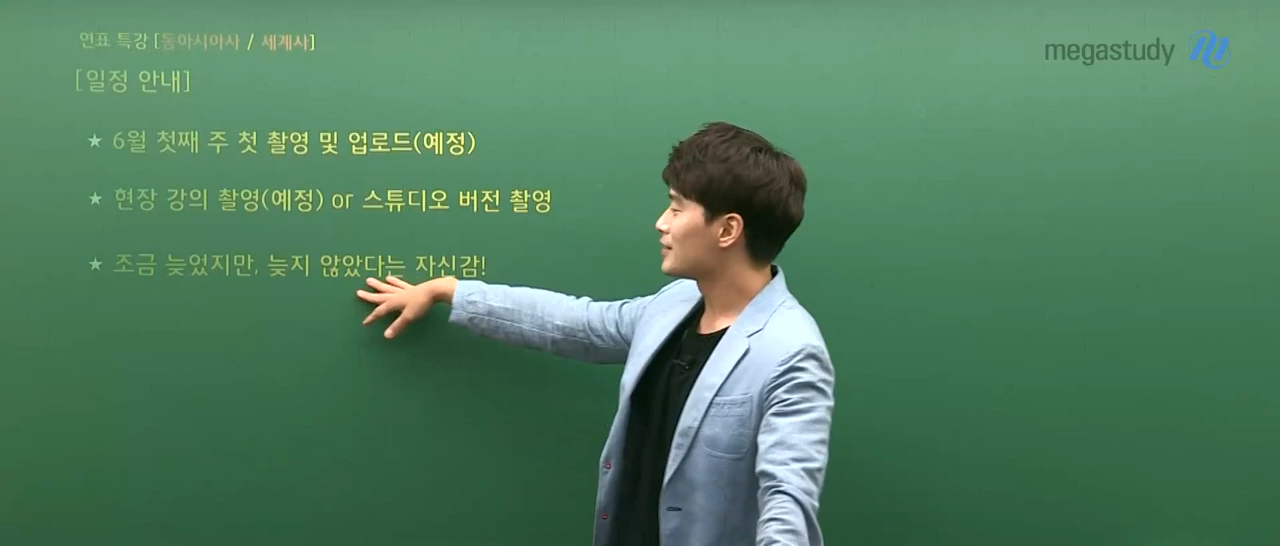 연표 특강 [동아시아사 / 세계사]
megastudy
[일정 안내]
★ 6월 첫째 주 첫 촬영 및 업로드(예정)
★ 현장 강의 촬영(예정) or 스튜디오 버전 촬영
★ 조금 늦었지만, 늦지 않았다는 자신감!